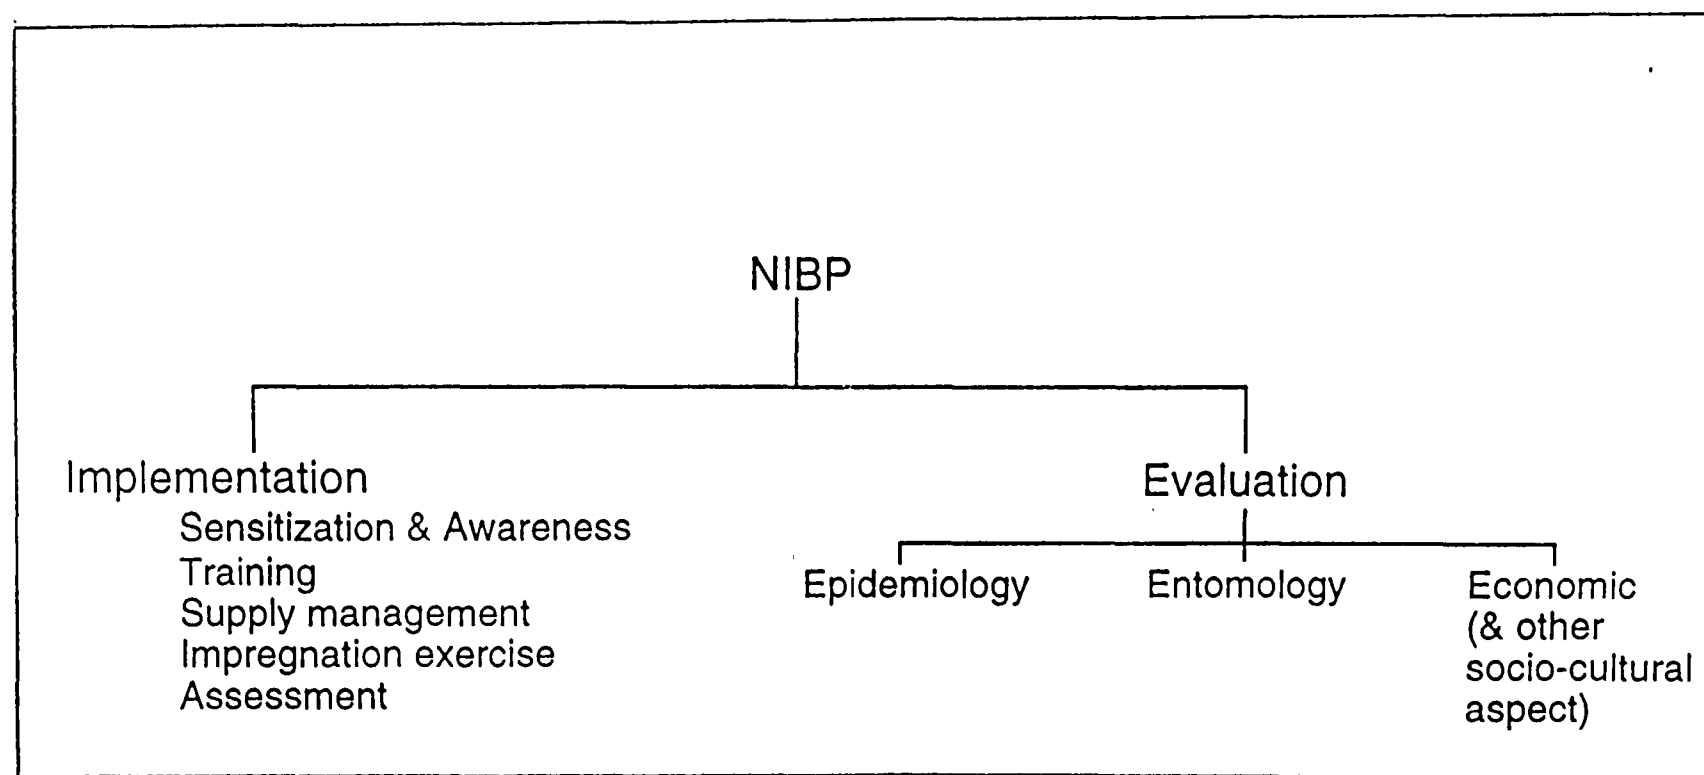 NIBP
Implementation
Sensitization & Awareness
Training
Supply management
Impregnation exercise
Assessment
Evaluation
Epidemiology
Entomology
Economic
(& other
socio-cultural
aspect)